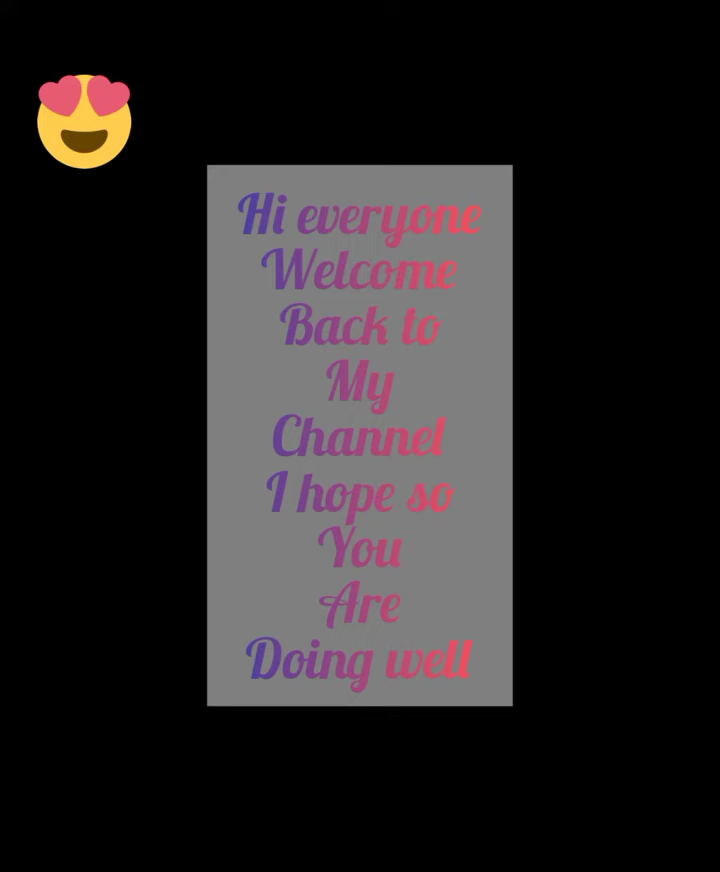 Hi everyone
Welcome
Back to
My
Channel
I hope so
You
Are
Doing well